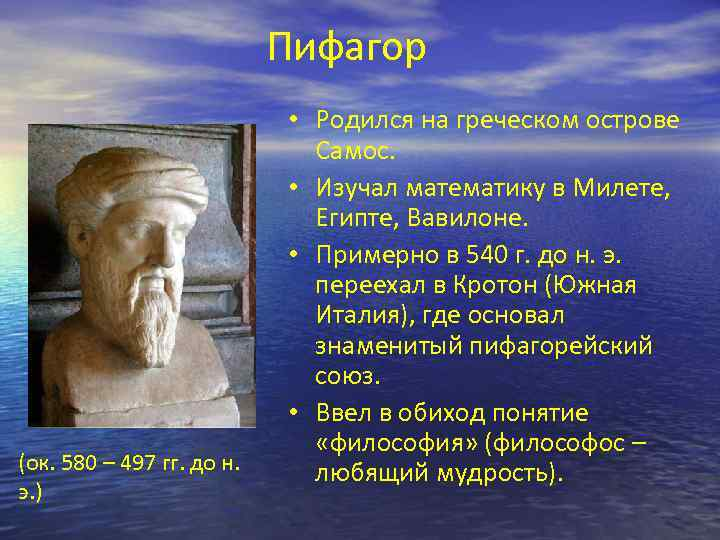 Пифагор
• Родился на греческом острове
Самос.
• Изучал математику в Милете,
Египте, Вавилоне.
• Примерно в 540 г. до н. э.
переехал в Кротон (Южная
Италия), где основал
знаменитый пифагорейский
союз.
• Ввел в обиход понятие
«философия» (философос –
любящий мудрость).
(ок. 580 – 497 гг. до н.
э. )